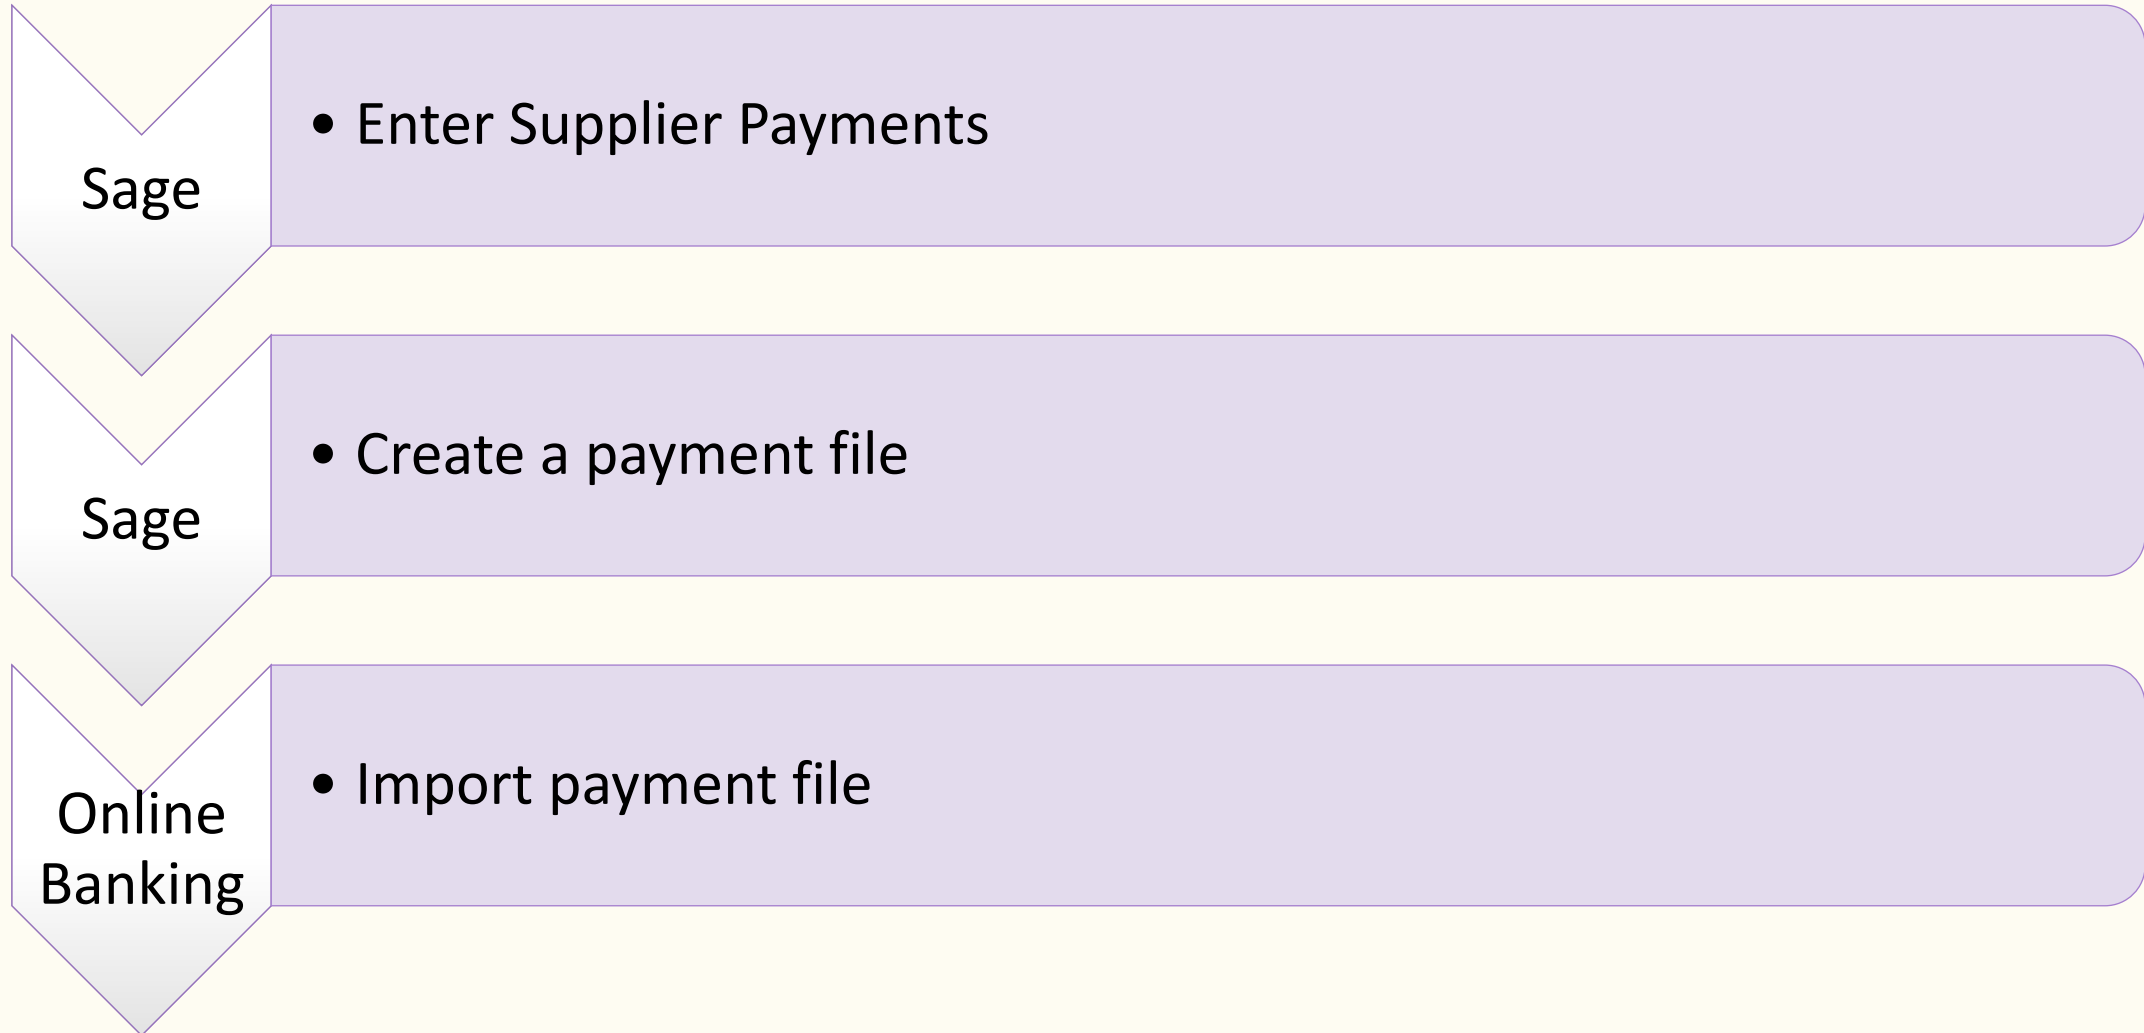 Sage
• Enter Supplier Payments
Sage
• Create a payment file
Online
Banking
• Import payment file